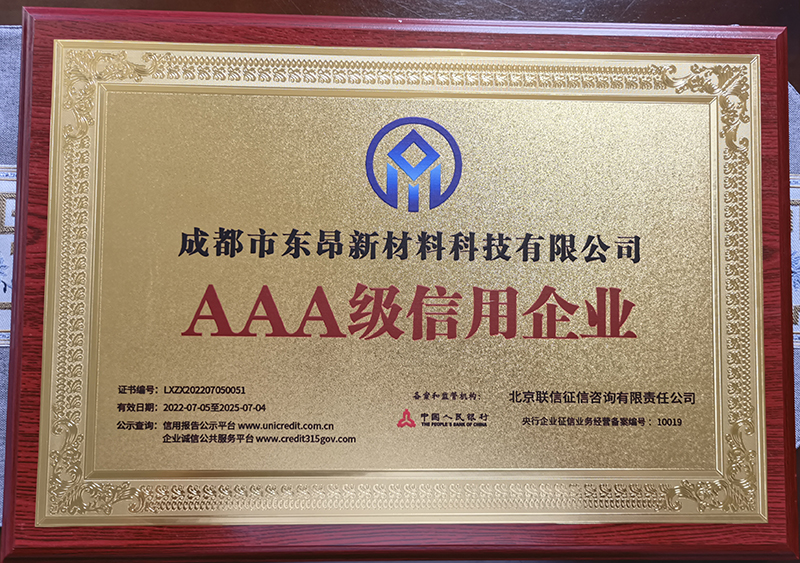 成都市东昂新材料科技有限公司
AAA级信用企业
证书编号：LXZX202207050051
有效日期：2022-07-05至2025-07-04
公示查询：信用报告公示平台 www.unicredit.com.cn
企业诚信公共服务平台 www.credit315gov.com
备案和监管机构：
中国人民银行
THE PEOPLE'S BANK OF CHINA
北京联信征信咨询有限责任公司
央行企业征信业务经营备案编号：10019